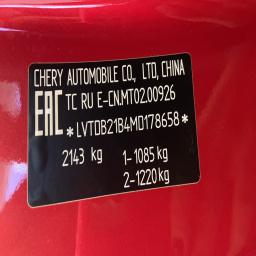 CHERY AUTOMOBILE CO., LTD, CHINA
EAC TC RU E-CN.MT02.00926
*LVTDB21B4MD178658*
2143 kg 1-1085 kg
2-1220 kg